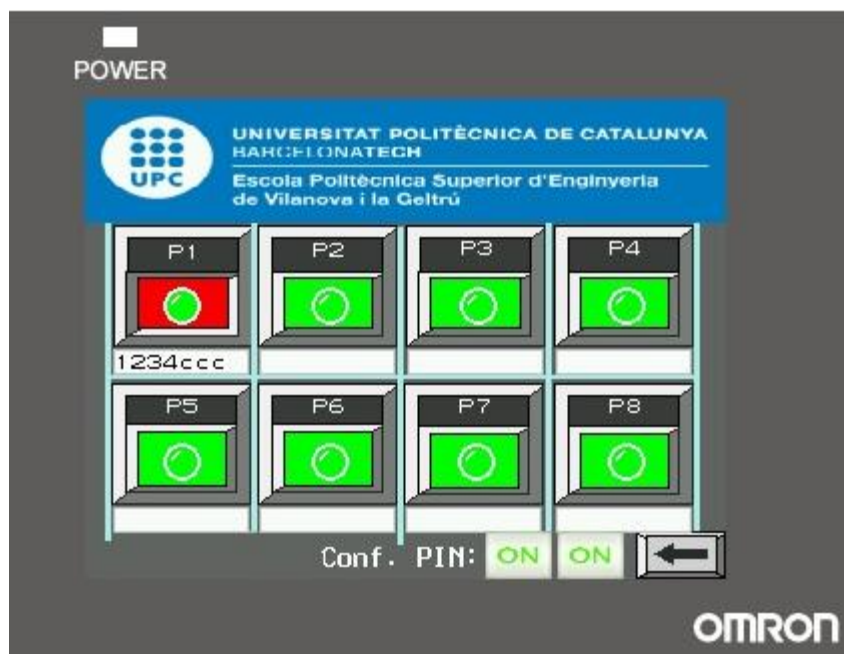 POWER
UPC
UNIVERSITAT POLITÈCNICA DE CATALUNYA
BARCELONATECH
Escola Politècnica Superior d'Enginyeria
de Vilanova i la Geltrú
P1 P2 P3 P4
1234ccc
P5 P6 P7 P8
Conf. PIN: ON ON
OMRON